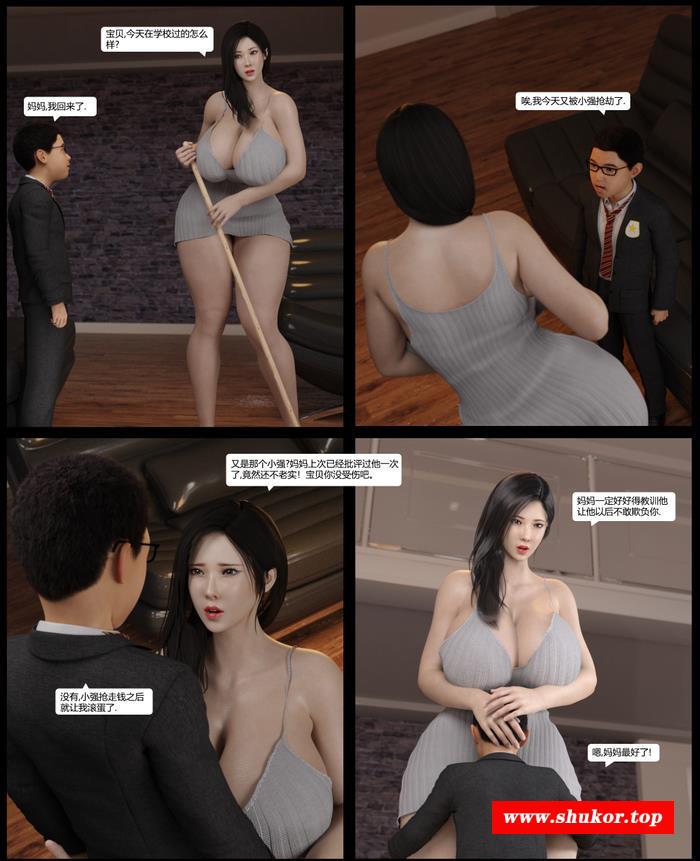 宝贝,今天在学校过的怎么
样?
妈妈,我回来了.
唉,我今天又被小强抢劫了.
又是那个小强?妈妈上次已经批评过他一次
了,竟然还不老实！宝贝你没受伤吧。
没有,小强抢走钱之后
就让我滚蛋了.
妈妈一定好好得教训他
让他以后不敢欺负你.
嗯,妈妈最好了!
www.shukor.top